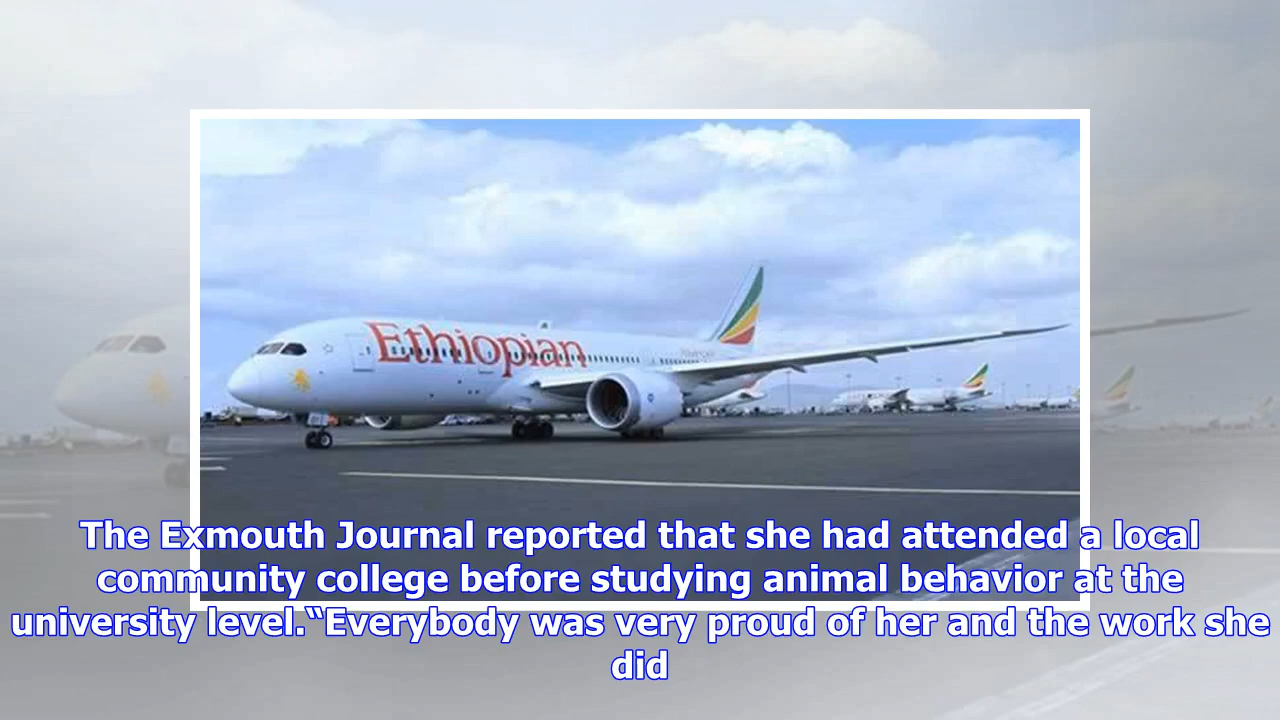 Ethiopian
The Exmouth Journal reported that she had attended a local
community college before studying animal behavior at the
university level.“Everybody was very proud of her and the work she
did